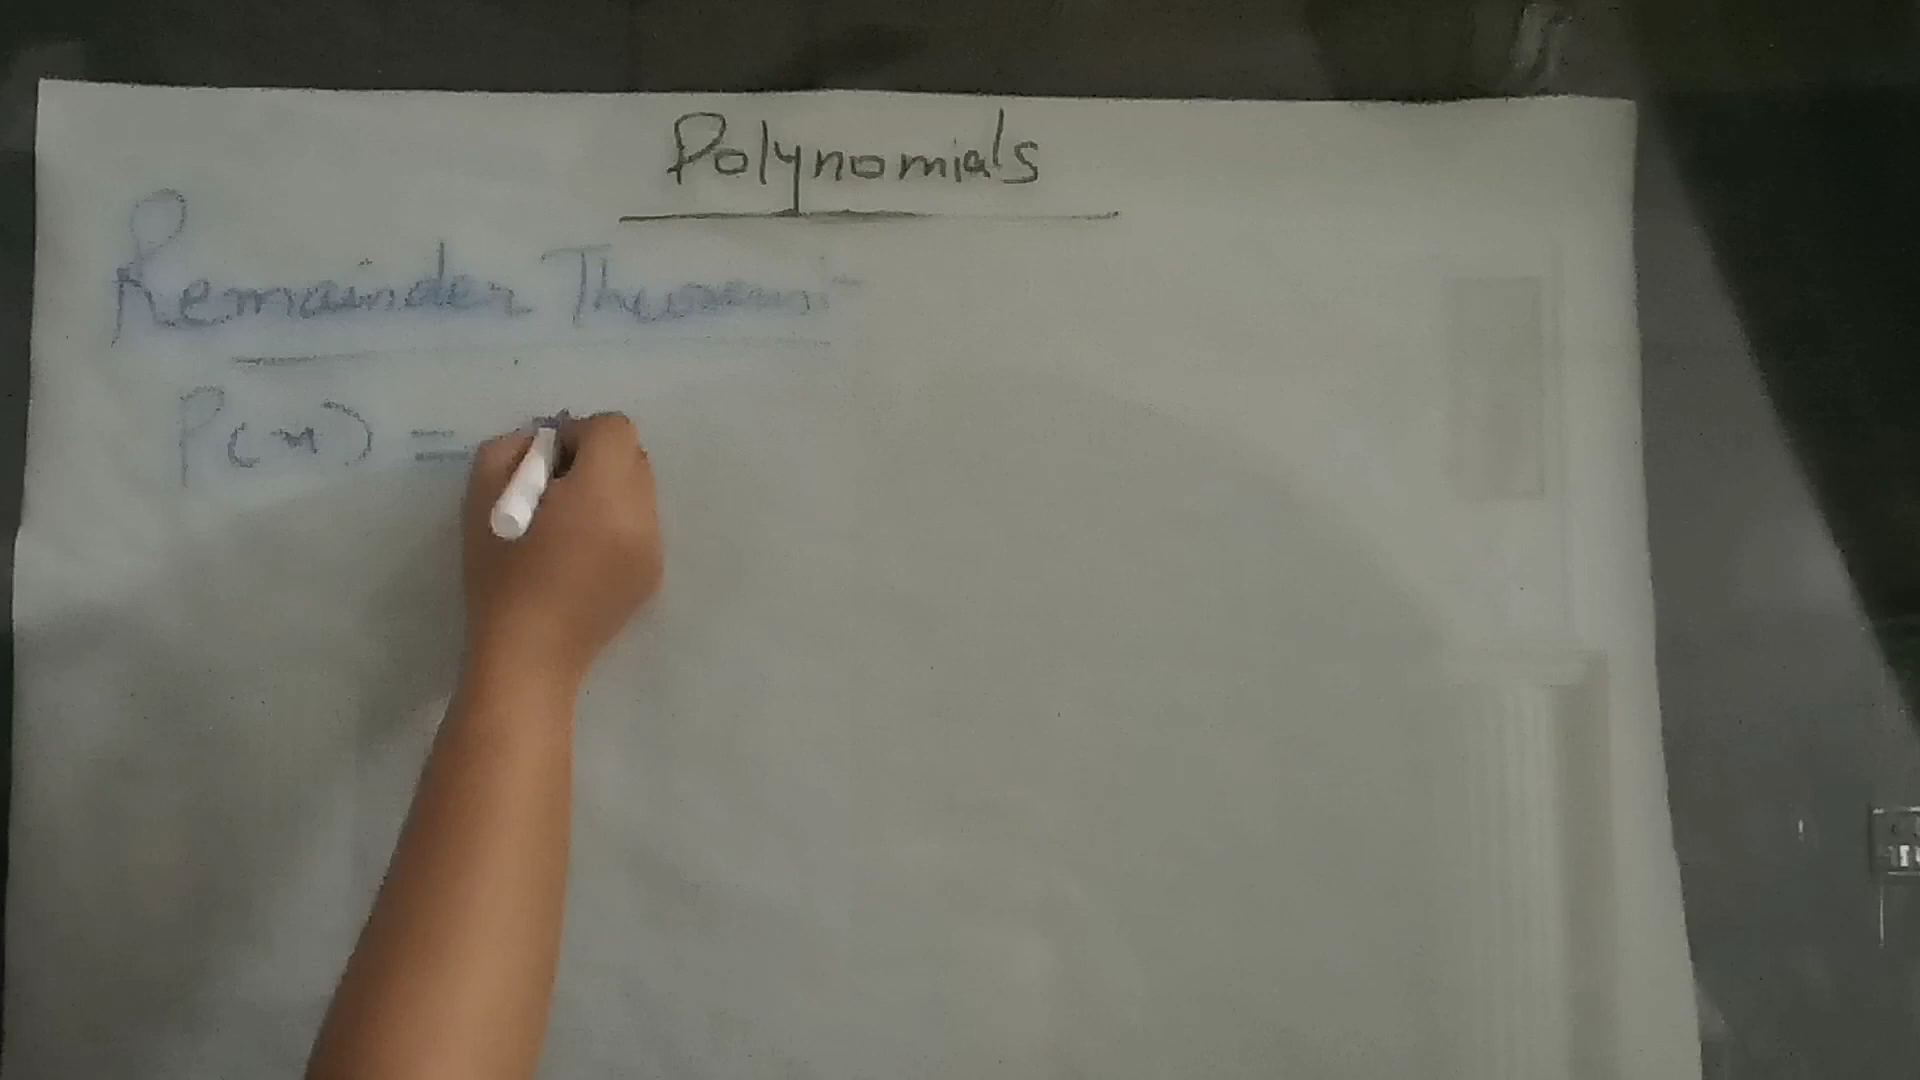 Polynomials
Remainder Theorem:-
P(x) =